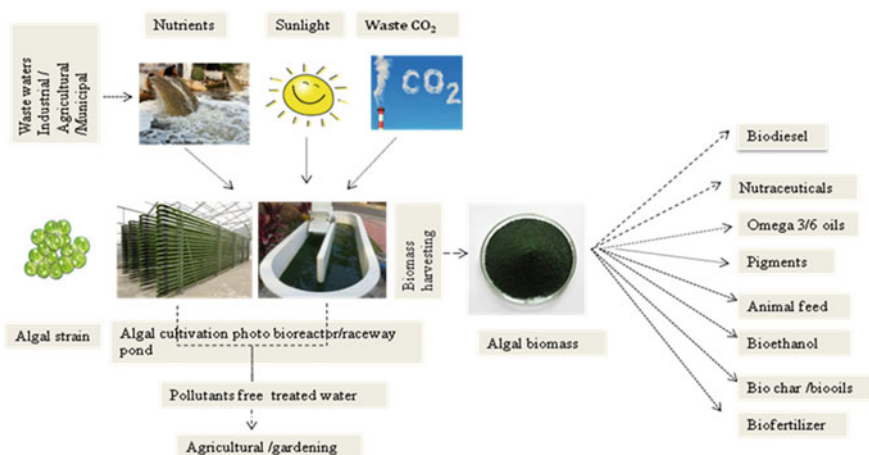 Nutrients
Sunlight
Waste CO₂
Waste waters
Industrial /
Agricultural
/Municipal
CO₂
Biomass
harvesting
Algal strain
Algal cultivation photo bioreactor/raceway
pond
Algal biomass
Pollutants free treated water
Agricultural /gardening
Biodiesel
Nutraceuticals
Omega 3/6 oils
Pigments
Animal feed
Bioethanol
Bio char /biooils
Biofertilizer